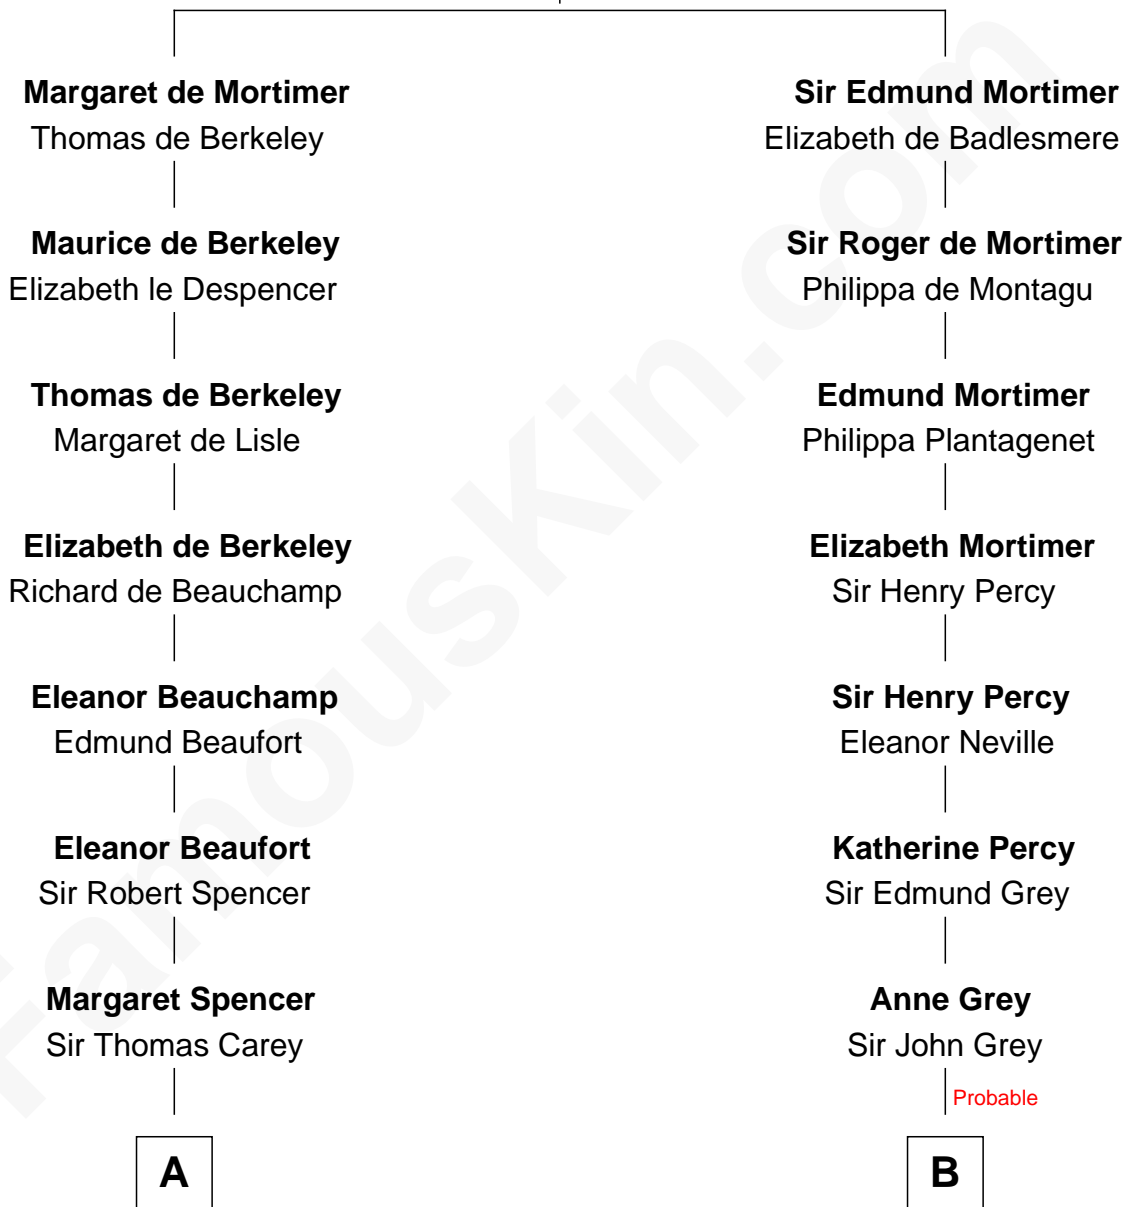 Margaret de Mortimer
Thomas de Berkeley
Maurice de Berkeley
Elizabeth le Despencer
Thomas de Berkeley
Margaret de Lisle
Elizabeth de Berkeley
Richard de Beauchamp
Eleanor Beauchamp
Edmund Beaufort
Eleanor Beaufort
Sir Robert Spencer
Margaret Spencer
Sir Thomas Carey
A
Sir Edmund Mortimer
Elizabeth de Badlesmere
Sir Roger de Mortimer
Philippa de Montagu
Edmund Mortimer
Philippa Plantagenet
Elizabeth Mortimer
Sir Henry Percy
Sir Henry Percy
Eleanor Neville
Katherine Percy
Sir Edmund Grey
Anne Grey
Sir John Grey
Probable
B
FamousKin.com